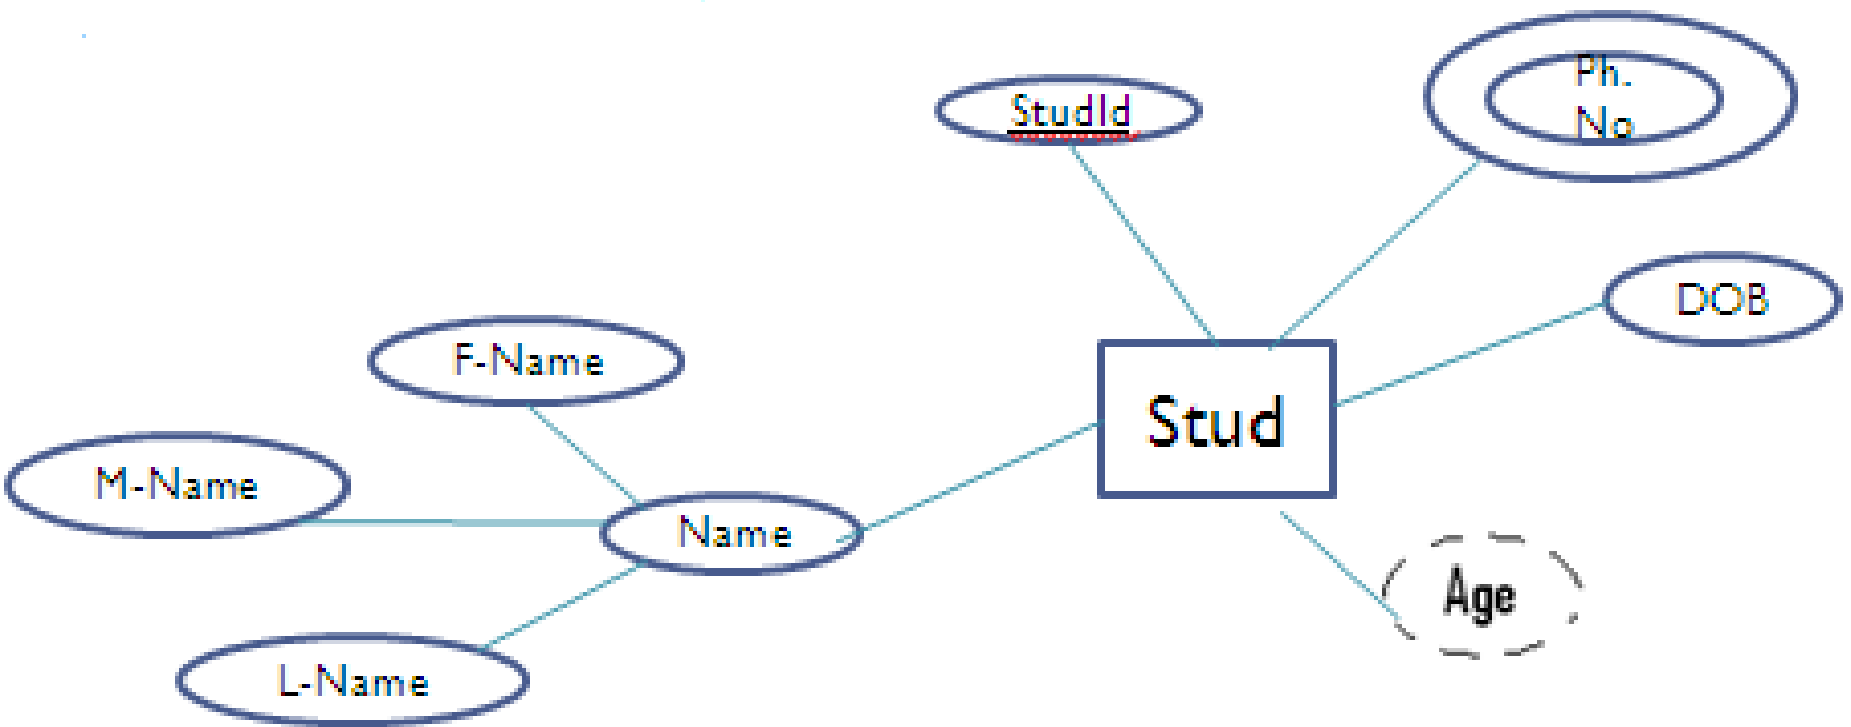 StudId
Ph.
No
DOB
F-Name
Stud
M-Name
Name
Age
L-Name